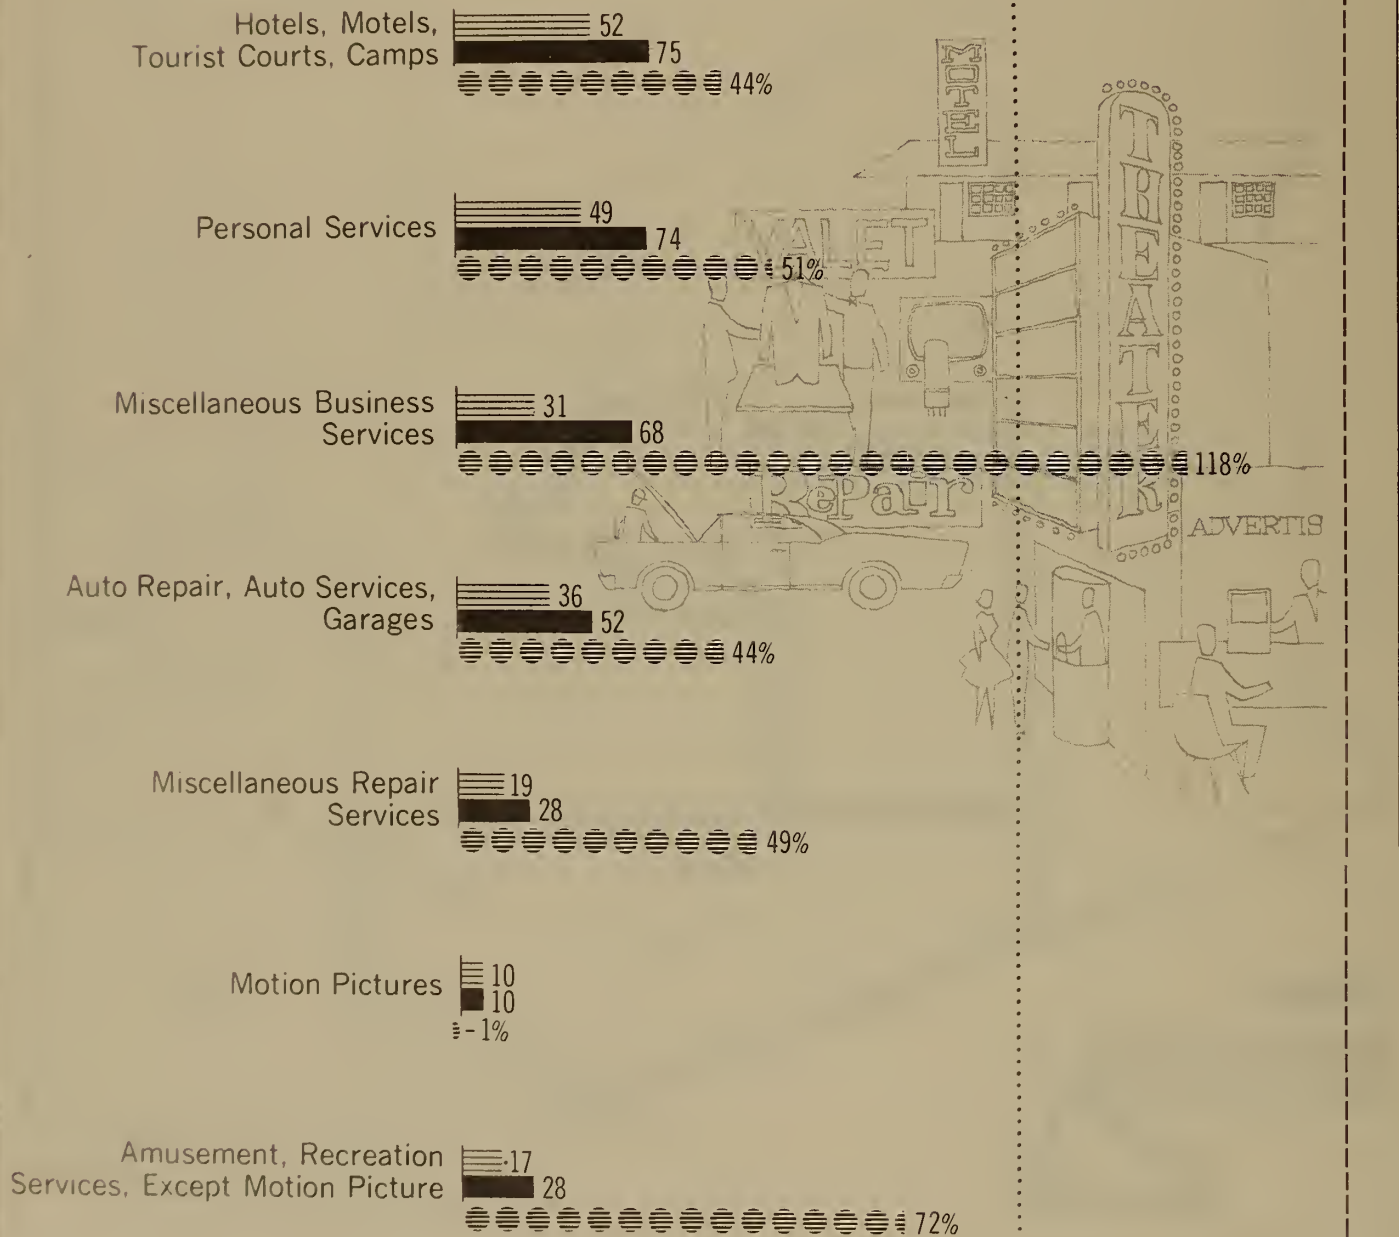 Hotels, Motels,
Tourist Courts, Camps
52
75
44%
MOTEL
THEATER
Personal Services
49
74
51%
VALET
Miscellaneous Business
Services
31
68
118%
RePair
ADVERTIS
Auto Repair, Auto Services,
Garages
36
52
44%
Miscellaneous Repair
Services
19
28
49%
Motion Pictures
10
10
-1%
Amusement, Recreation
Services, Except Motion Picture
17
28
72%